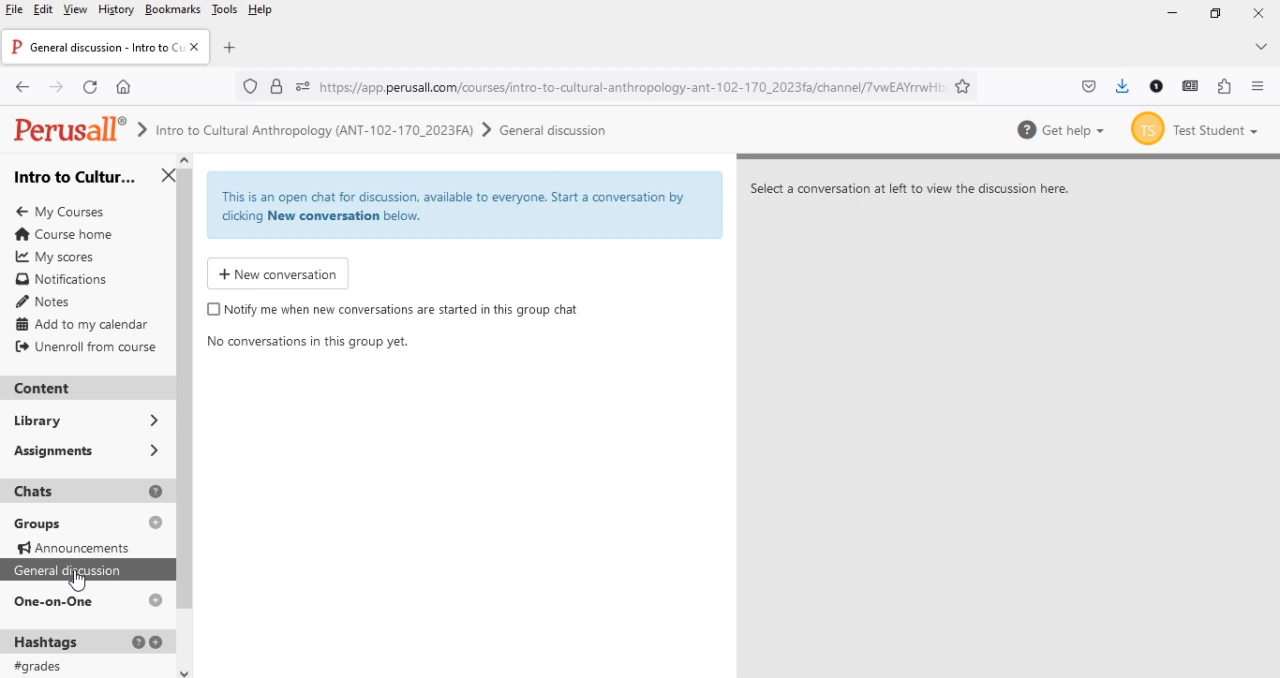 File Edit View History Bookmarks Tools Help
General discussion - Intro to Cu
https://app.perusall.com/courses/intro-to-cultural-anthropology-ant-102-170_2023fa/channel/7vwEAYrrwHb
Perusall® Intro to Cultural Anthropology (ANT-102-170_2023FA) General discussion Get help TS Test Student
Intro to Cultur...
My Courses
Course home
My scores
Notifications
Notes
Add to my calendar
Unenroll from course
Content
Library
Assignments
Chats
Groups
Announcements
General discussion
One-on-One
Hashtags
#grades
This is an open chat for discussion, available to everyone. Start a conversation by
clicking New conversation below.
+ New conversation
Notify me when new conversations are started in this group chat
No conversations in this group yet.
Select a conversation at left to view the discussion here.